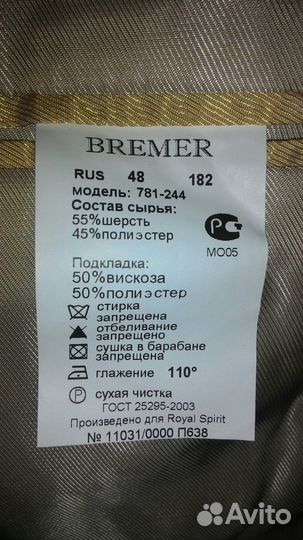 BREMER
RUS 48 182
модель: 781-244
Состав сырья:
55%шерсть
45%полиэстер
РС
МО05
Подкладка:
50%вискоза
50%полиэстер
стирка
запрещена
отбеливание
запрещено
сушка в барабане
запрещена
глажение 110°
P сухая чистка
ГОСТ 25295-2003
Произведено для Royal Spirit
№ 11031/0000 П638
Avito